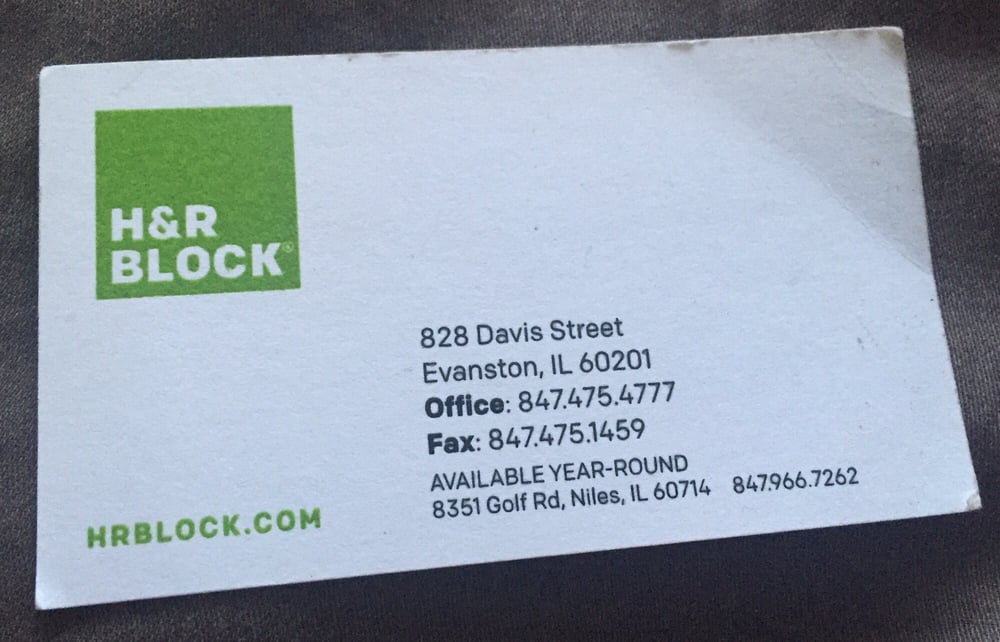 H&R
BLOCK®
828 Davis Street
Evanston, IL 60201
Office: 847.475.4777
Fax: 847.475.1459
AVAILABLE YEAR-ROUND
8351 Golf Rd, Niles, IL 60714 847.966.7262
HRBLOCK.COM